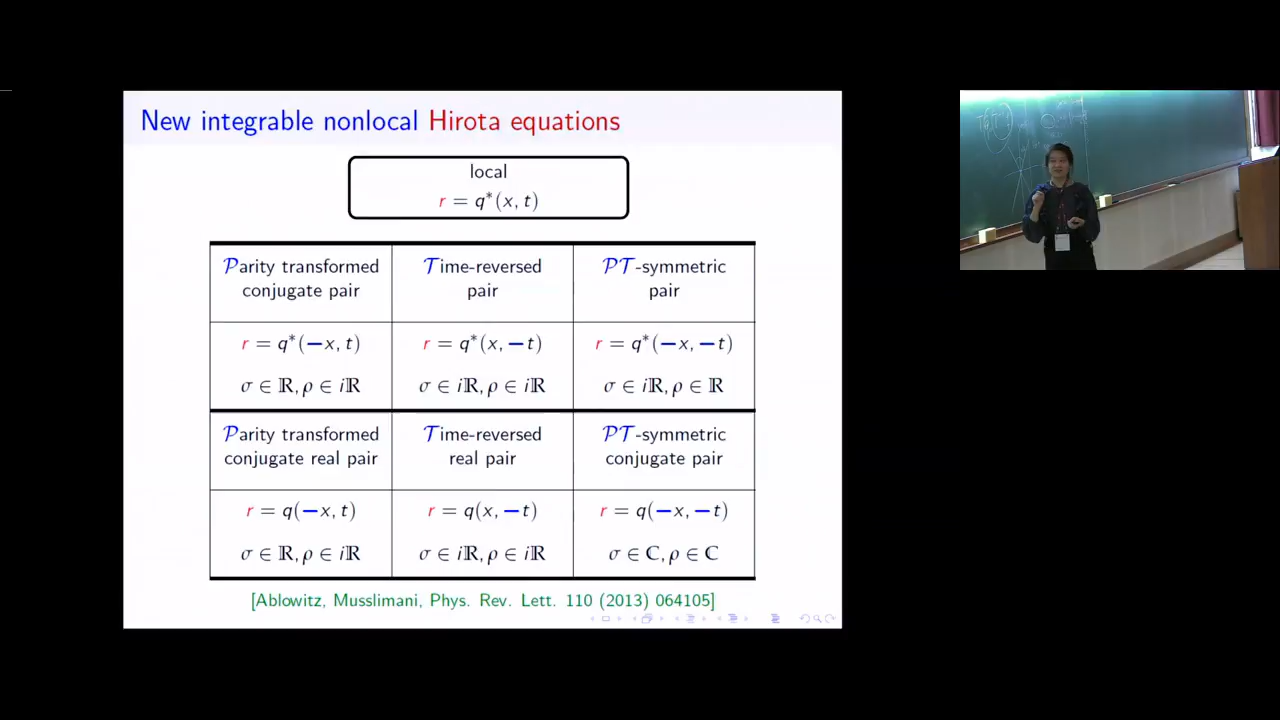 New integrable nonlocal Hirota equations
local
r = q*(x, t)
Parity transformed conjugate pair
Time-reversed pair
PT-symmetric pair
r = q*(−x, t)
r = q*(x, −t)
r = q*(−x, −t)
σ ∈ ℝ, ρ ∈ iℝ
σ ∈ iℝ, ρ ∈ iℝ
σ ∈ iℝ, ρ ∈ ℝ
Parity transformed conjugate real pair
Time-reversed real pair
PT-symmetric conjugate pair
r = q(−x, t)
r = q(x, −t)
r = q(−x, −t)
σ ∈ ℝ, ρ ∈ iℝ
σ ∈ iℝ, ρ ∈ iℝ
σ ∈ ℂ, ρ ∈ ℂ
[Ablowitz, Musslimani, Phys. Rev. Lett. 110 (2013) 064105]